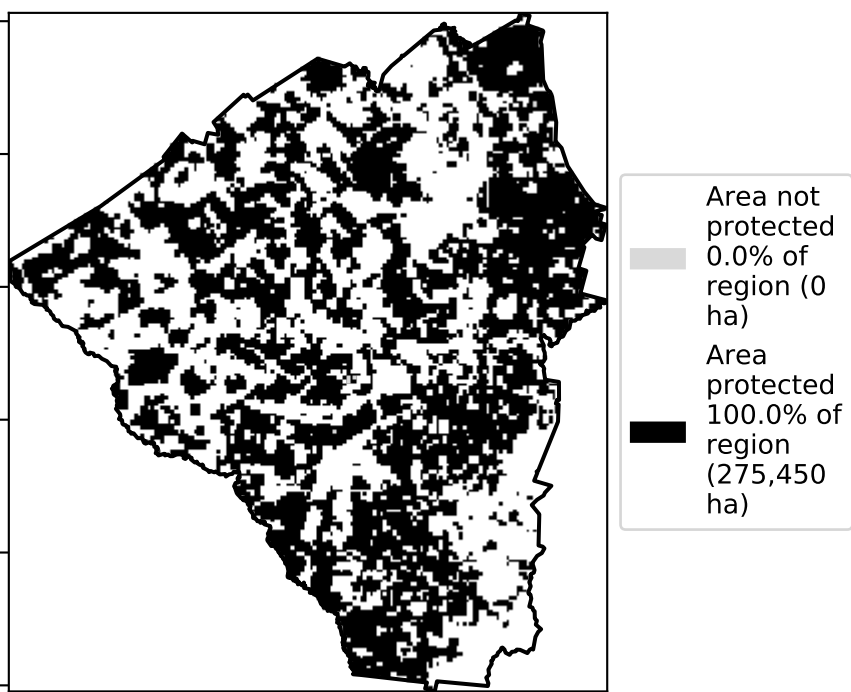 Area not
protected
0.0% of
region (0
ha)
Area
protected
100.0% of
region
(275,450
ha)